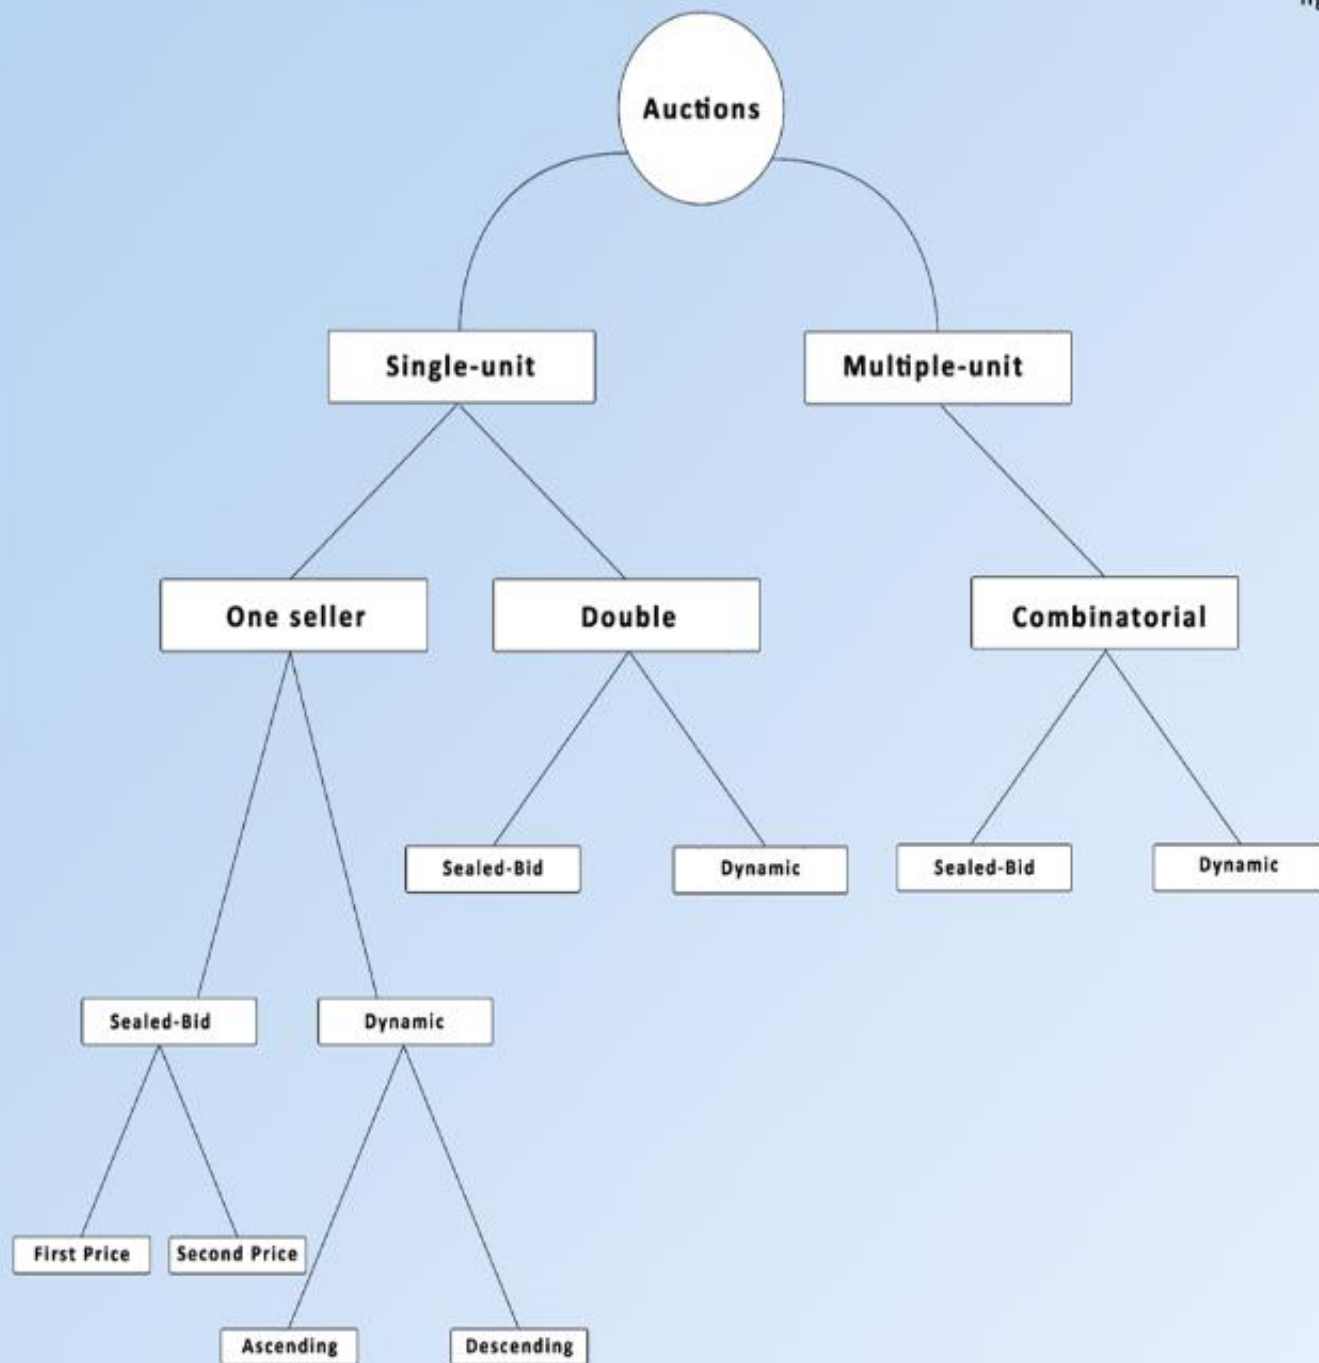 Auctions
Single-unit
Multiple-unit
One seller
Double
Combinatorial
Sealed-Bid
Dynamic
Sealed-Bid
Dynamic
Sealed-Bid
Dynamic
First Price
Second Price
Ascending
Descending